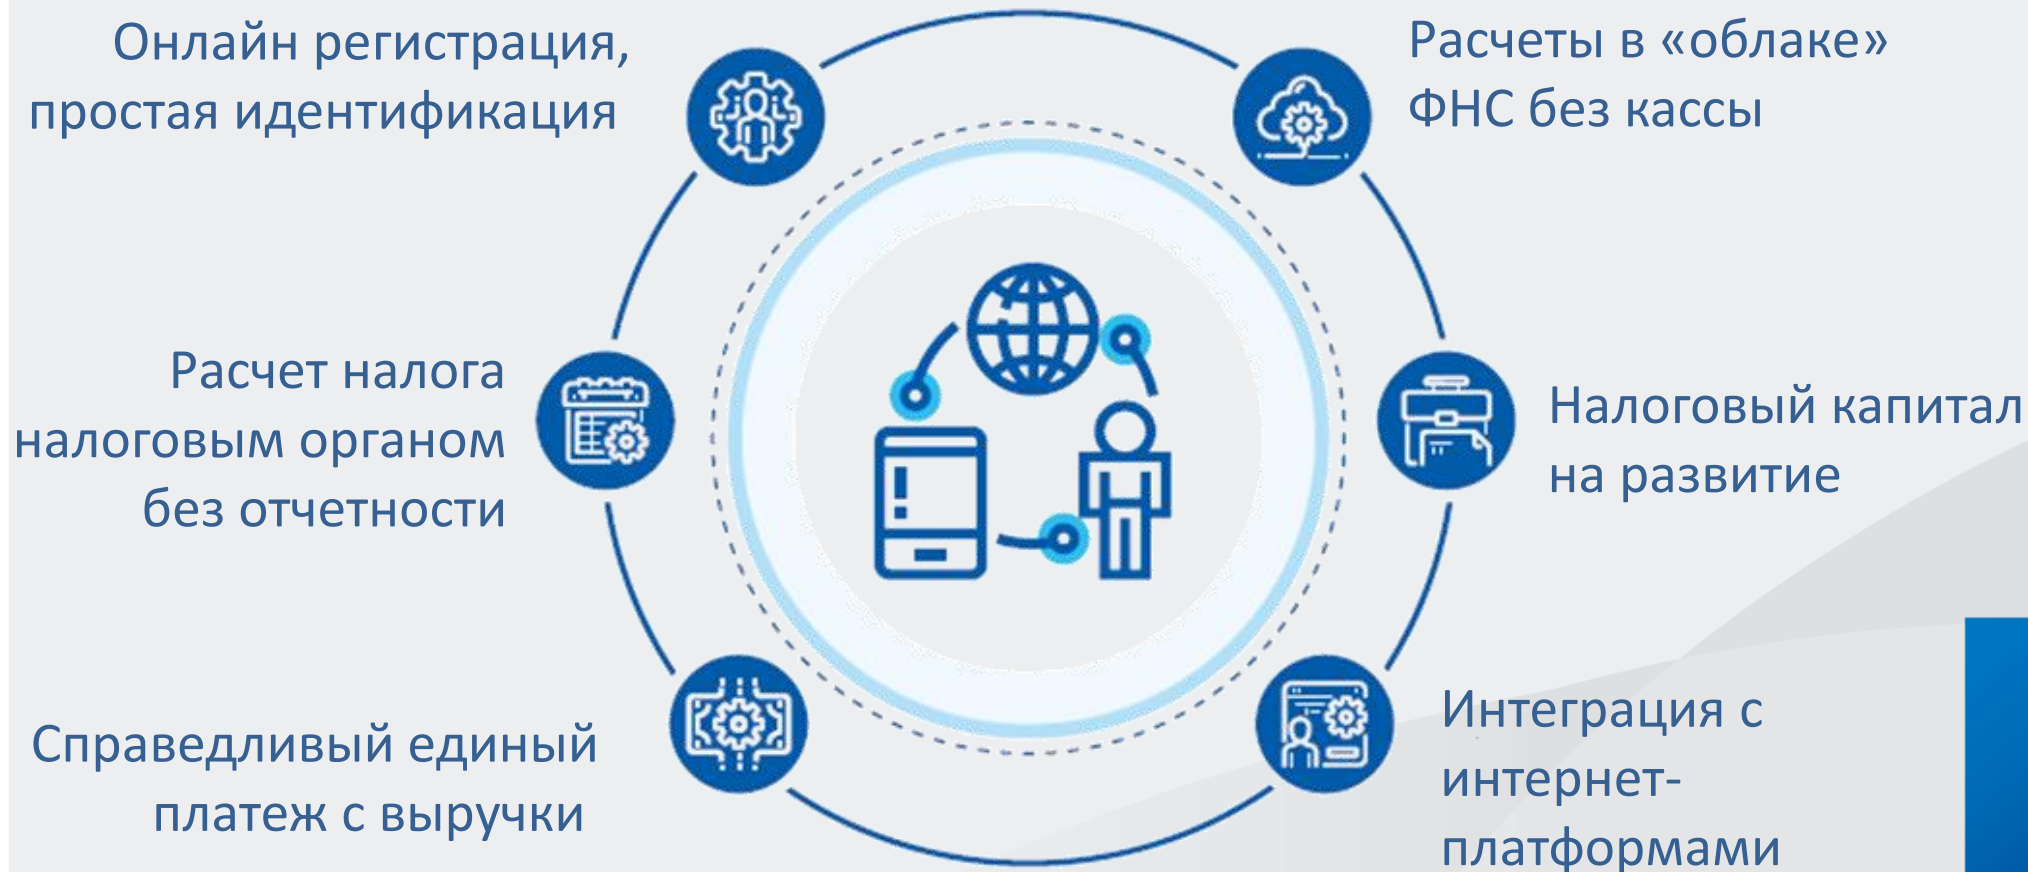 Онлайн регистрация,
простая идентификация
Расчеты в «облаке»
ФНС без кассы
Расчет налога
налоговым органом
без отчетности
Налоговый капитал
на развитие
Справедливый единый
платеж с выручки
Интеграция с
интернет-
платформами